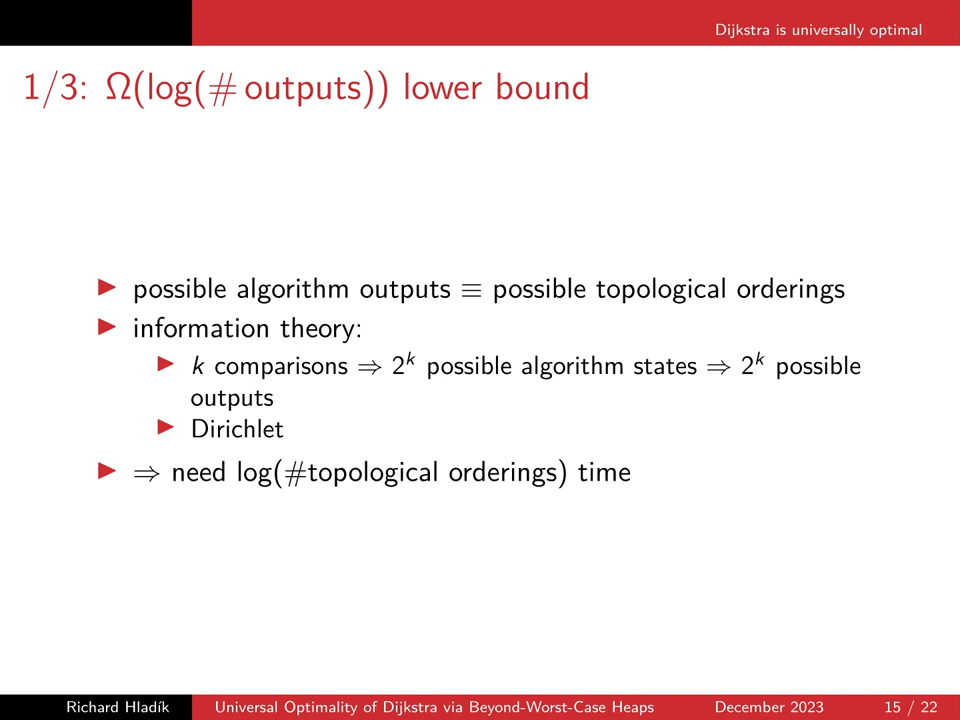 Dijkstra is universally optimal
1/3: Ω(log(# outputs)) lower bound
▶ possible algorithm outputs ≡ possible topological orderings
▶ information theory:
▶ k comparisons ⇒ 2^k possible algorithm states ⇒ 2^k possible
outputs
▶ Dirichlet
▶ ⇒ need log(#topological orderings) time
Richard Hladík Universal Optimality of Dijkstra via Beyond-Worst-Case Heaps December 2023 15 / 22